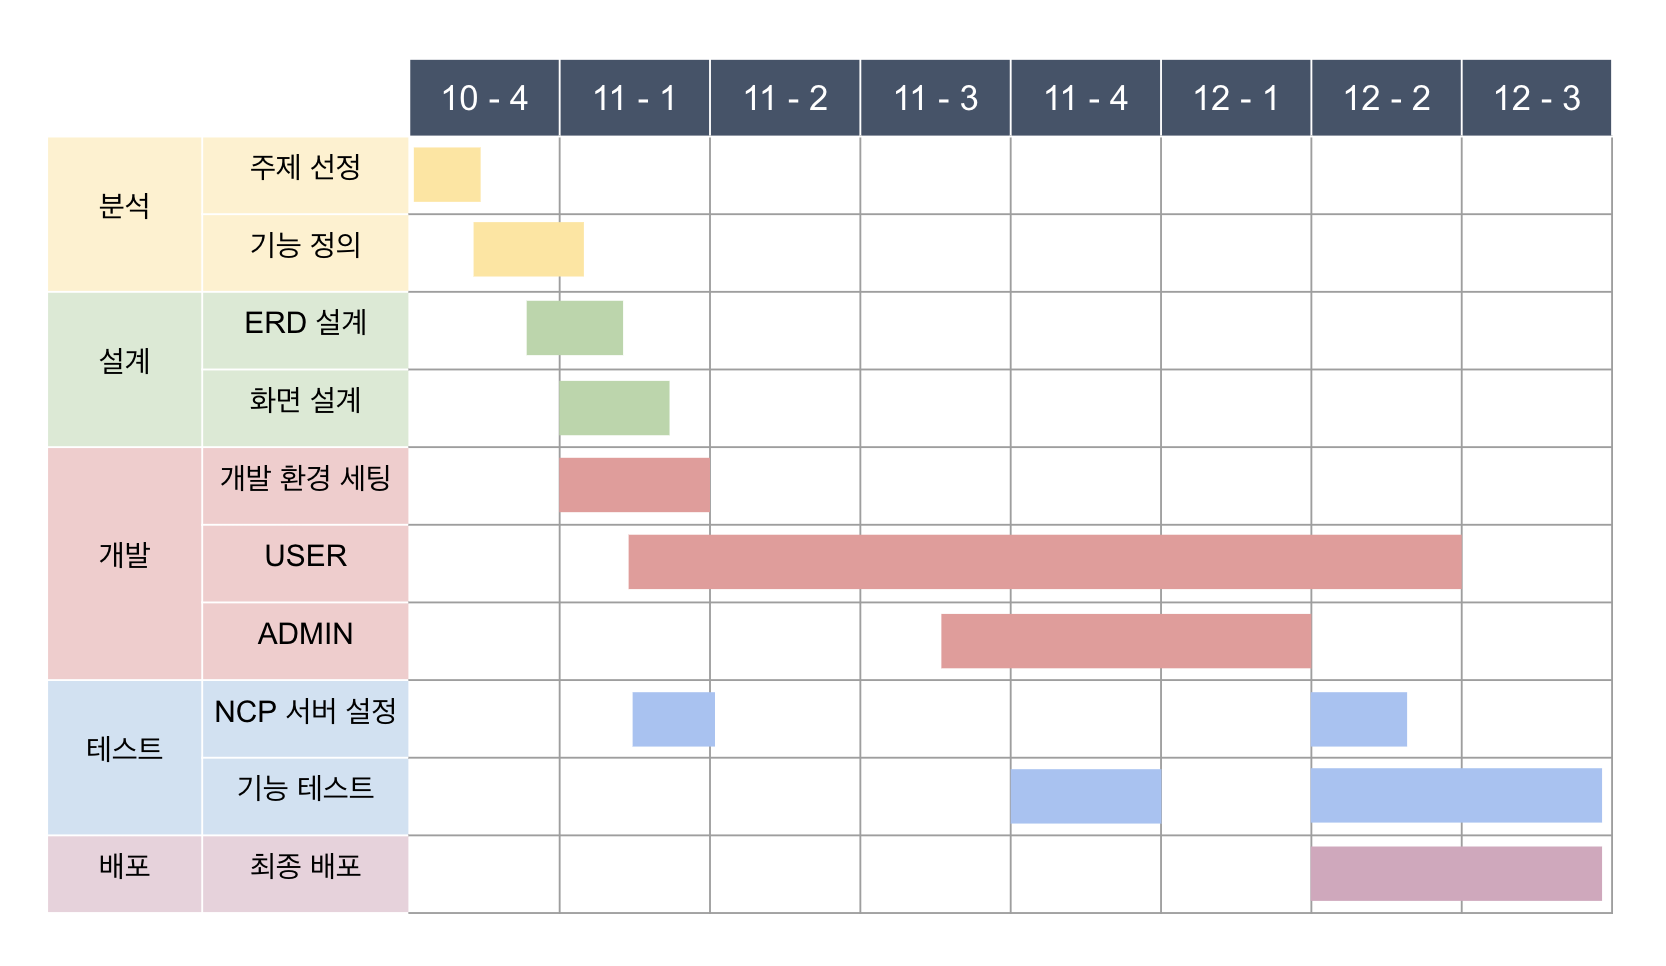 10 - 4
11 - 1
11 - 2
11 - 3
11 - 4
12 - 1
12 - 2
12 - 3
분석
주제 선정
기능 정의
설계
ERD 설계
화면 설계
개발
개발 환경 세팅
USER
ADMIN
테스트
NCP 서버 설정
기능 테스트
배포
최종 배포